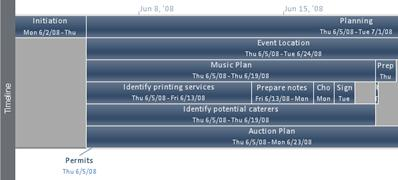 Jun 8, '08
Jun 15, '08
Initiation
Mon 6/2/08 -Thu
Planning
Thu 6/5/08 - Tue 7/1/08
Event Location
Thu 6/5/08 - Tue 6/24/08
Music Plan
Thu 6/5/08 - Thu 6/19/08
Prep
Thu
Identify printing services
Thu 6/5/08 - Fri 6/13/08
Prepare notes
Fri 6/13/08 - Mon
Cho
Mon
Sign
Tue
Identify potential caterers
Thu 6/5/08 - Thu 6/19/08
Auction Plan
Thu 6/5/08 - Mon 6/23/08
Timeline
Permits
Thu 6/5/08